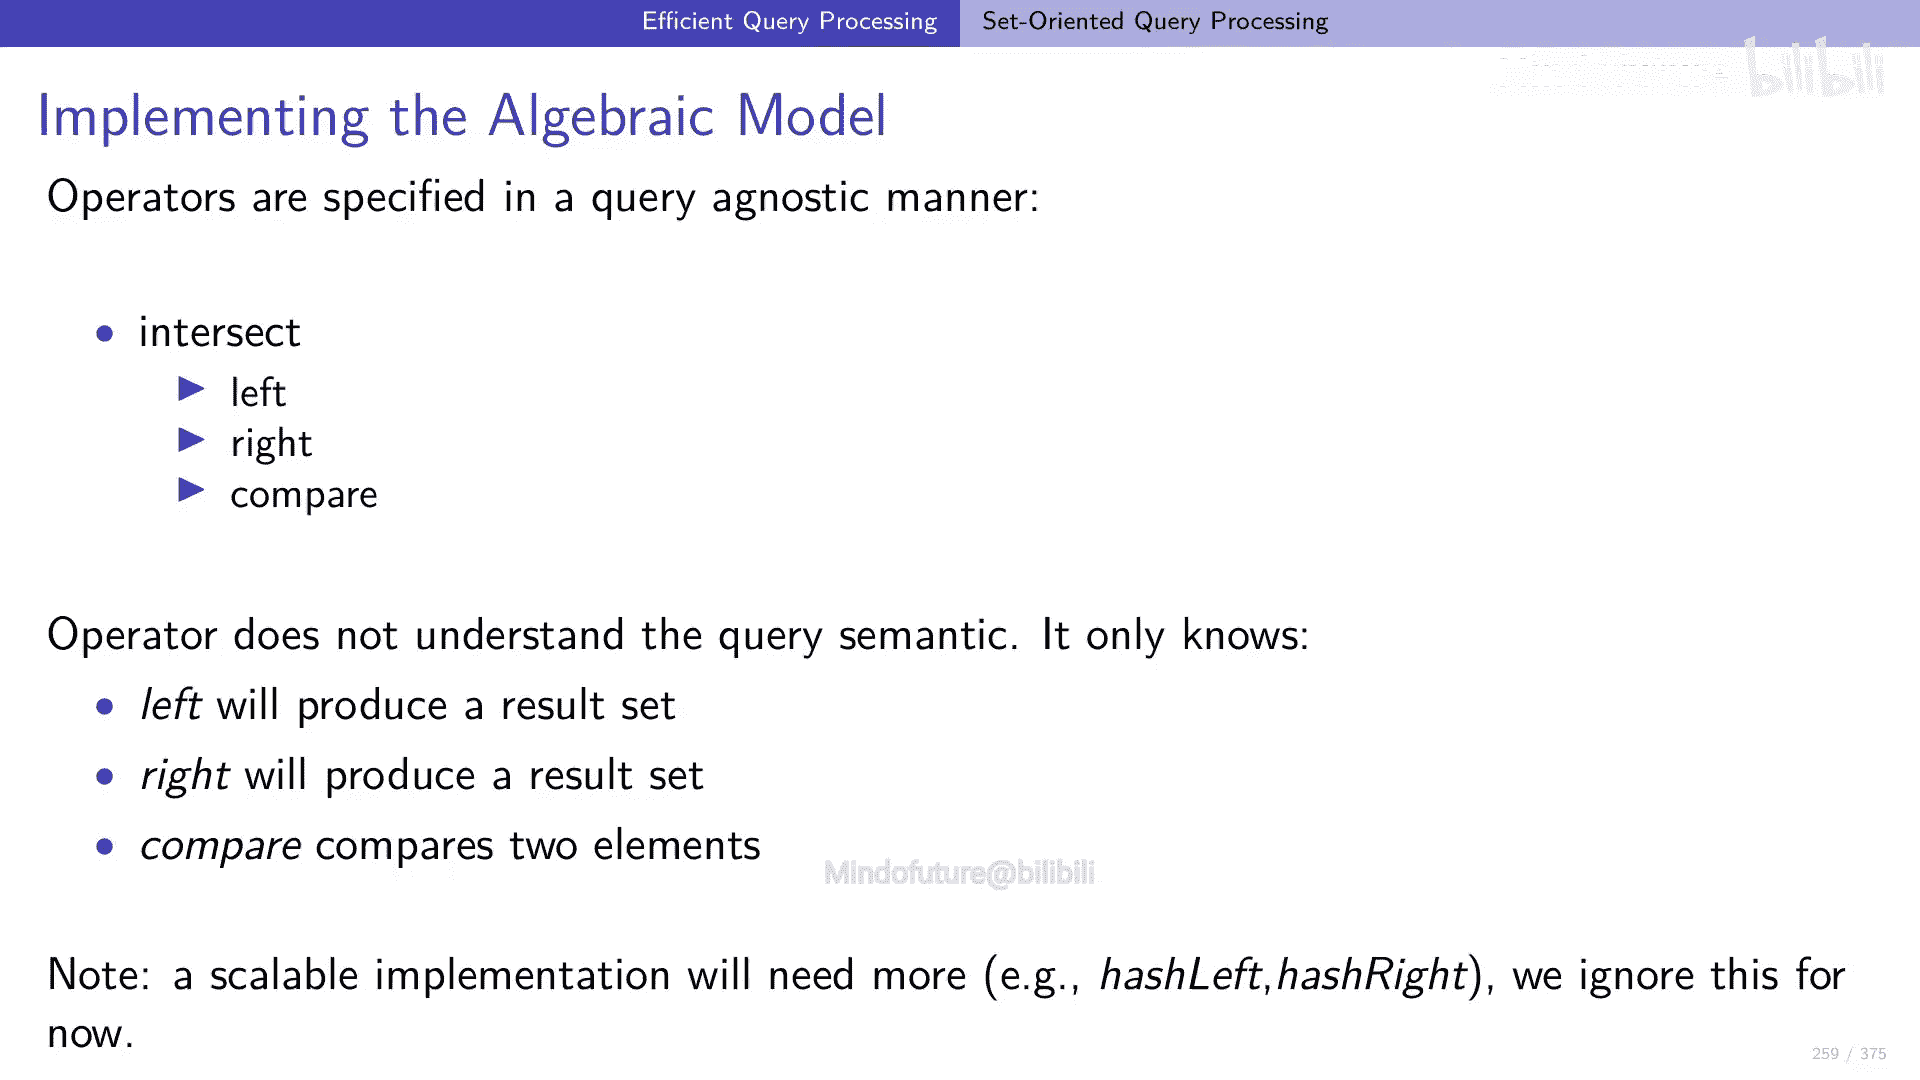 Efficient Query Processing
Set-Oriented Query Processing
bilibili
Implementing the Algebraic Model
Operators are specified in a query agnostic manner:
• intersect
▶ left
▶ right
▶ compare
Operator does not understand the query semantic. It only knows:
• left will produce a result set
• right will produce a result set
• compare compares two elements
Mindofuture@bilibili
Note: a scalable implementation will need more (e.g., hashLeft,hashRight), we ignore this for
now.
259 / 375